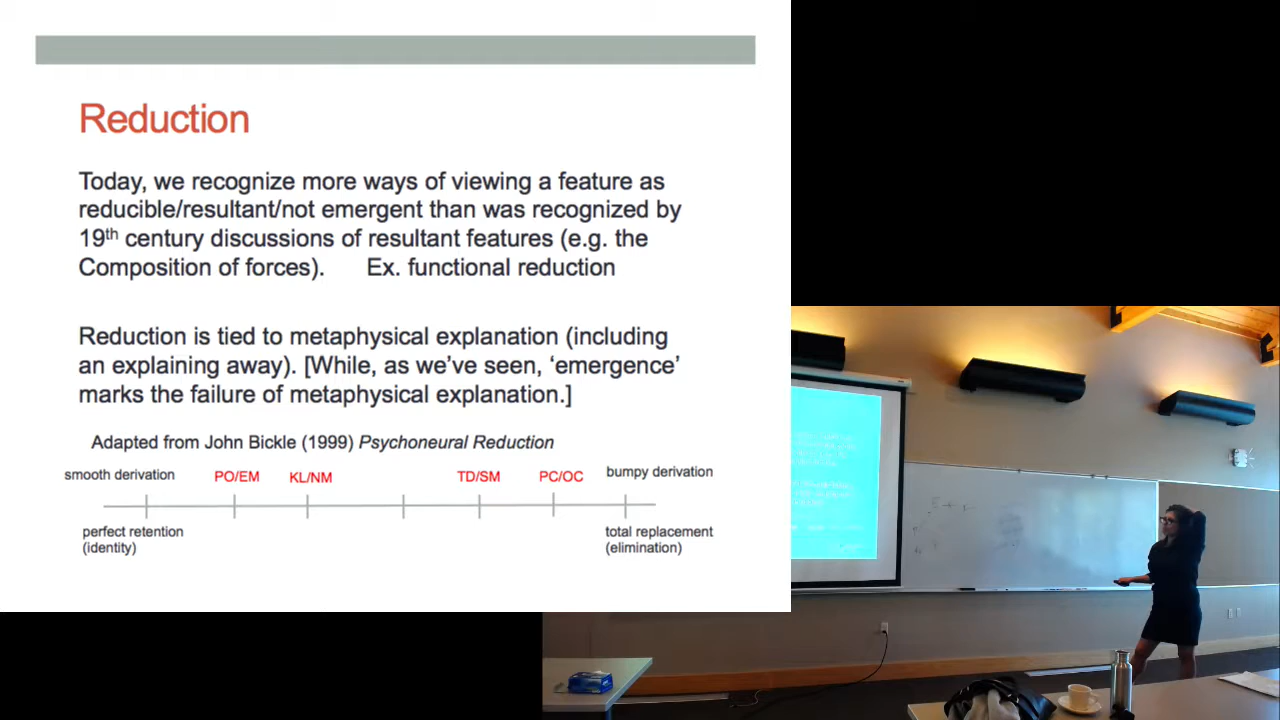 Reduction
Today, we recognize more ways of viewing a feature as
reducible/resultant/not emergent than was recognized by
19th century discussions of resultant features (e.g. the
Composition of forces). Ex. functional reduction
Reduction is tied to metaphysical explanation (including
an explaining away). [While, as we’ve seen, ‘emergence’
marks the failure of metaphysical explanation.]
Adapted from John Bickle (1999) Psychoneural Reduction
smooth derivation PO/EM KL/NM TD/SM PC/OC bumpy derivation
perfect retention total replacement
(identity) (elimination)